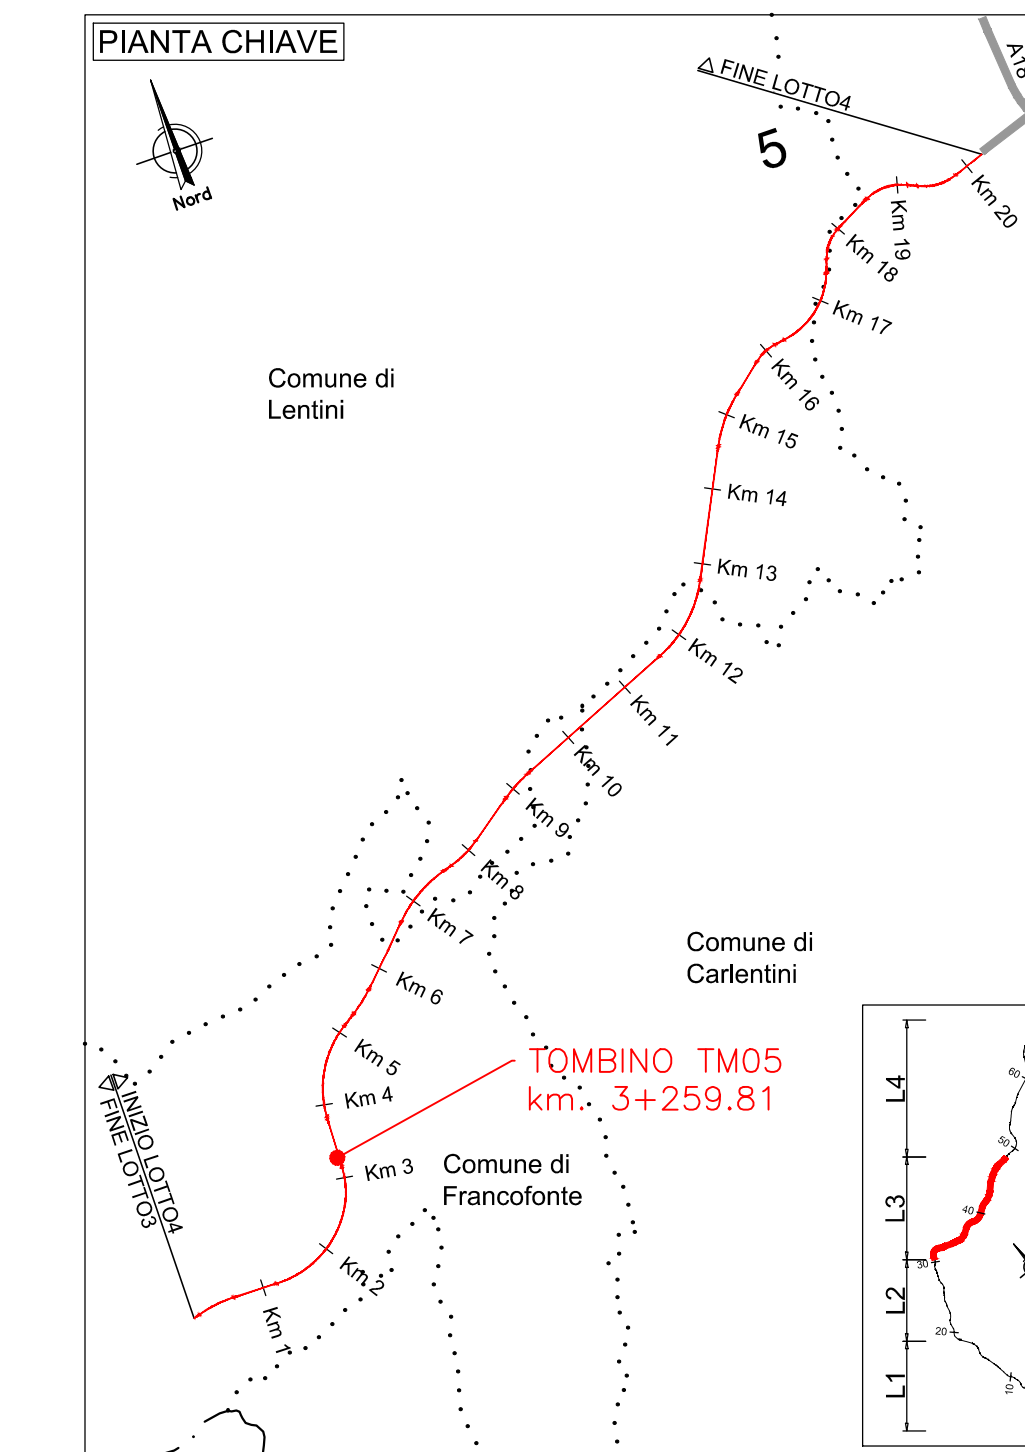 PIANTA CHIAVE
Nord
FINE LOTTO4
A18
5
Km 20
Km 19
Km 18
Km 17
Km 16
Km 15
Km 14
Km 13
Km 12
Km 11
Km 10
Km 9
Km 8
Km 7
Km 6
Km 5
Km 4
Km 3
Km 2
Km 1
Comune di
Lentini
Comune di
Carlentini
TOMBINO TM05
km. 3+259.81
Comune di
Francofonte
INIZIO LOTTO4
FINE LOTTO3
L4
L3
L2
L1
60
50
40
30
20
10